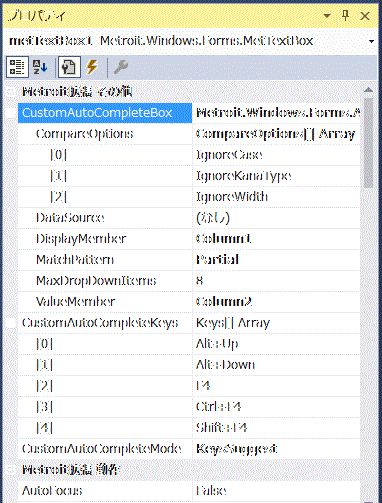 プロパティ
metTextBox1 Metroit.Windows.Forms.MetTextBox
Metroit拡張 その他
CustomAutoCompleteBox Metroit.Windows.Forms.A
CompareOptions CompareOptions[] Array
[0] IgnoreCase
[1] IgnoreKanaType
[2] IgnoreWidth
DataSource (なし)
DisplayMember Column1
MatchPattern Partial
MaxDropDownItems 8
ValueMember Column2
CustomAutoCompleteKeys Keys[] Array
[0] Alt+Up
[1] Alt+Down
[2] F4
[3] Ctrl+F4
[4] Shift+F4
CustomAutoCompleteMode KeysSuggest
Metroit拡張 動作
AutoFocus False